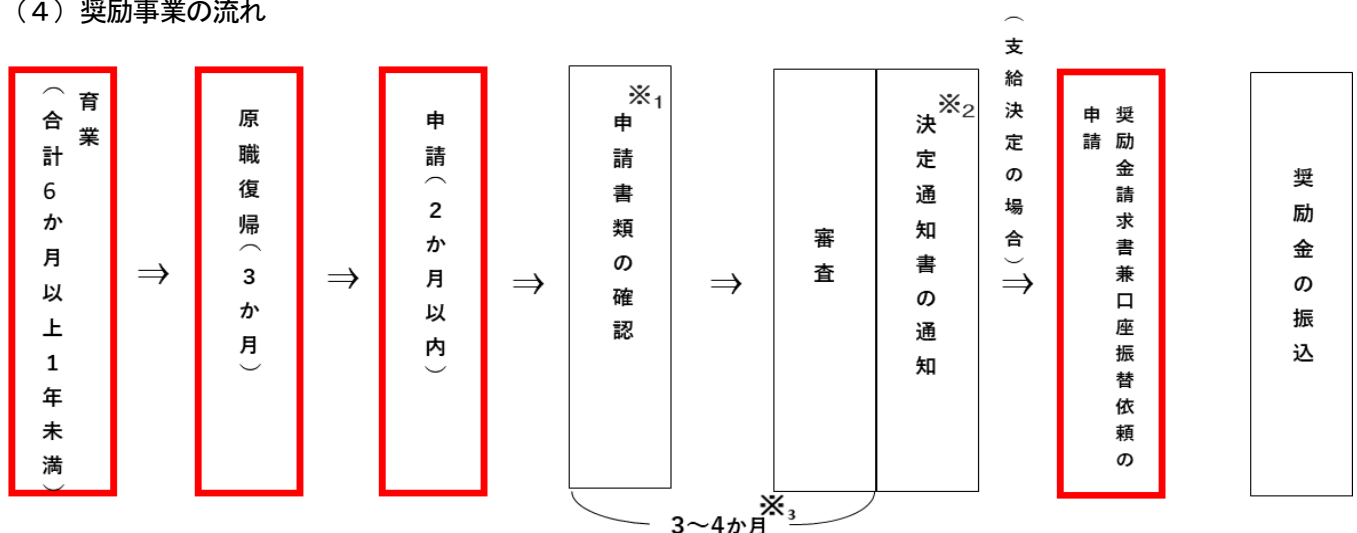 （４）奨励事業の流れ
育業
（合計６か月以上１年未満）
⇒
原職復帰（３か月）
⇒
申請（２か月以内）
⇒
※1
申請書類の確認
⇒
審査
※2
決定通知書の通知
（支給決定の場合）
⇒
奨励金請求書兼口座振替依頼の
申請
奨励金の振込
3～4か月※3